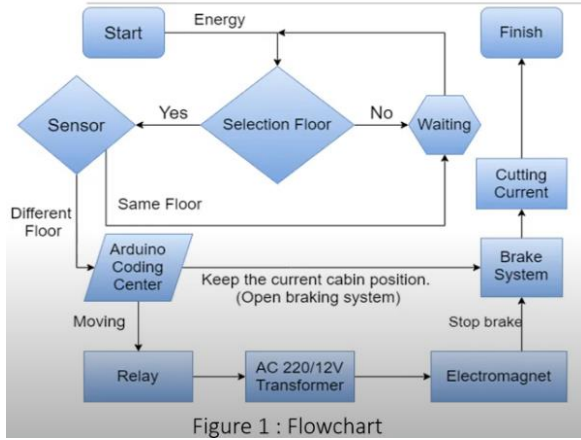 Start
Energy
Finish
Sensor
Yes
Selection Floor
No
Waiting
Cutting
Current
Different
Floor
Same Floor
Arduino
Coding
Center
Keep the current cabin position.
(Open braking system)
Brake
System
Moving
Stop brake
Relay
AC 220/12V
Transformer
Electromagnet
Figure 1 : Flowchart